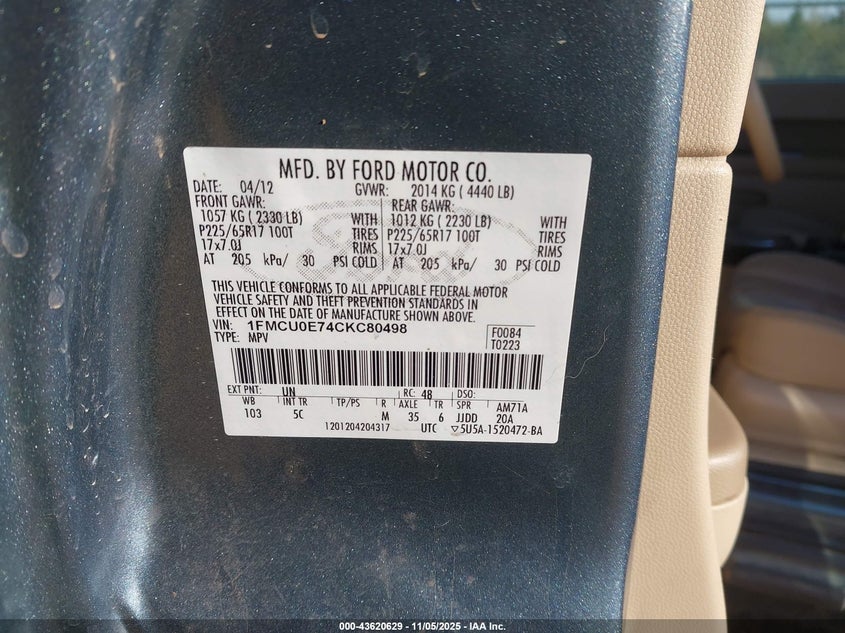 MFD. BY FORD MOTOR CO.
DATE: 04/12 GVWR: 2014 KG ( 4440 LB)
FRONT GAWR: REAR GAWR:
1057 KG ( 2330 LB) WITH 1012 KG ( 2230 LB) WITH
P225/65R17 100T TIRES P225/65R17 100T TIRES
17x7.0J RIMS 17x7.0J RIMS
AT 205 kPa/ 30 PSI COLD AT 205 kPa/ 30 PSI COLD
THIS VEHICLE CONFORMS TO ALL APPLICABLE FEDERAL MOTOR
VEHICLE SAFETY AND THEFT PREVENTION STANDARDS IN
EFFECT ON THE DATE OF MANUFACTURE SHOWN ABOVE.
VIN: 1FMCU0E74CKC80498 F0084
TYPE: MPV T0223
EXT PNT: UN RC: 48 DSO:
WB INT TR TP/PS R AXLE TR SPR AM71A
103 5C M 35 6 JJDD 20A
1201204204317 UTC ▽5U5A-1520472-BA
000-43620629 - 11/05/2025 - IAA Inc.